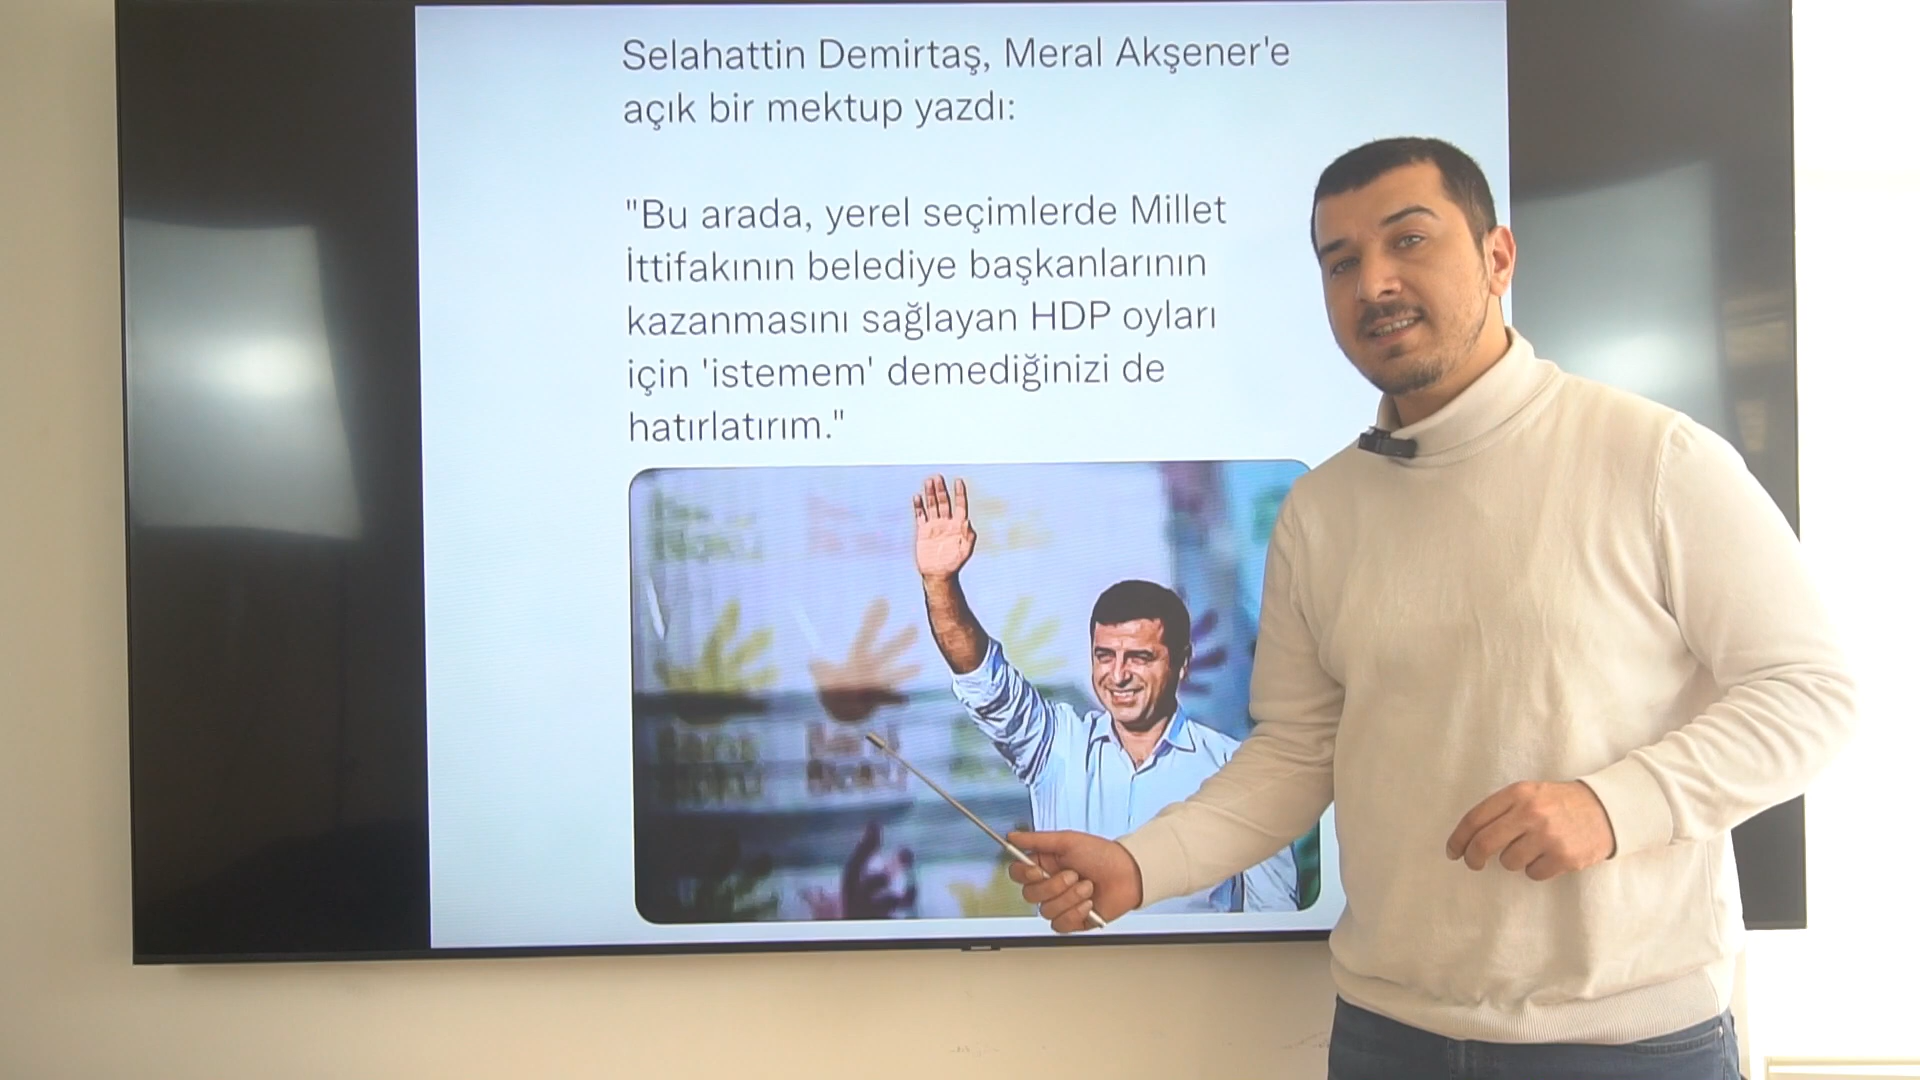 Selahattin Demirtaş, Meral Akşener'e
açık bir mektup yazdı:
"Bu arada, yerel seçimlerde Millet
İttifakının belediye başkanlarının
kazanmasını sağlayan HDP oyları
için 'istemem' demediğinizi de
hatırlatırım."